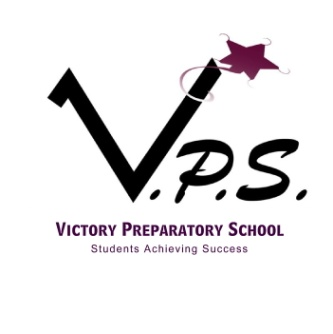 V.P.S.
VICTORY PREPARATORY SCHOOL
Students Achieving Success